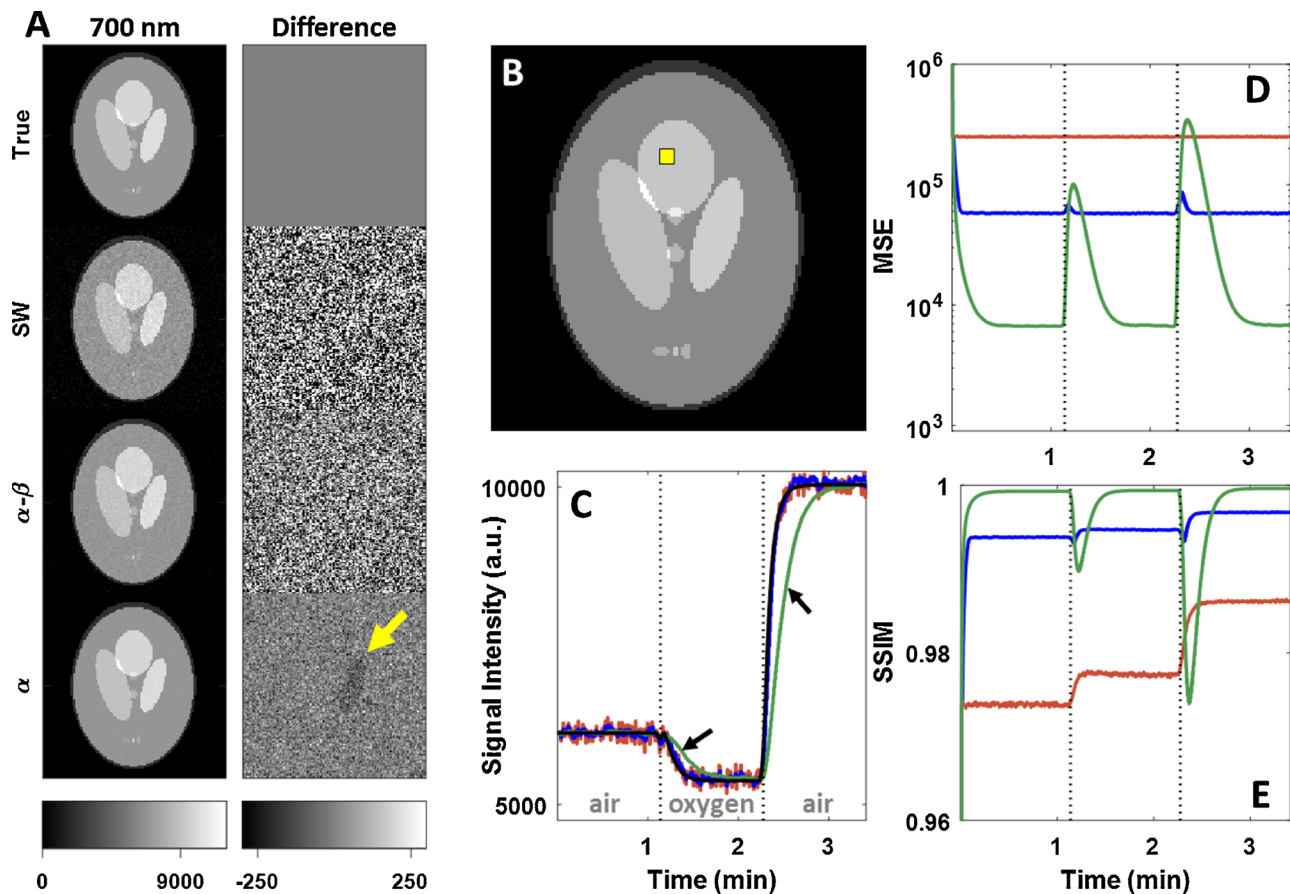 A
700 nm
Difference
True
SW
α-β
α
0
9000
-250
250
B
C
Signal Intensity (a.u.)
10000
5000
air
oxygen
air
1
2
3
Time (min)
D
MSE
10⁶
10⁵
10⁴
10³
1
2
3
E
SSIM
1
0.98
0.96
1
2
3
Time (min)